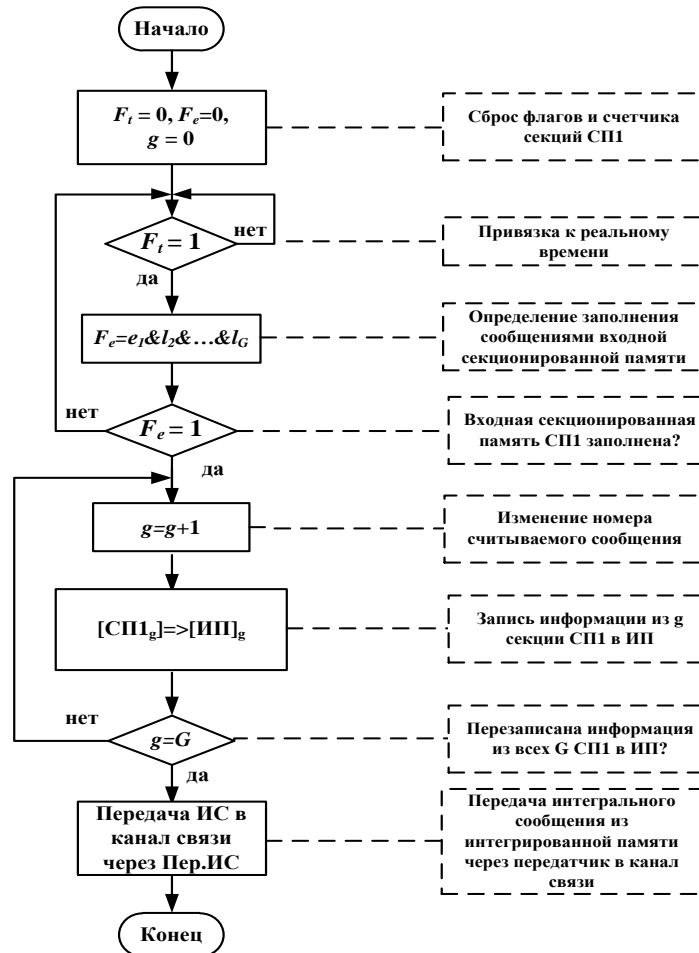 Начало
F_t = 0, F_e=0,
g = 0
Сброс флагов и счетчика
секций СП1
F_t = 1
нет
Привязка к реальному
времени
да
F_e=e_1&l_2&…&l_G
Определение заполнения
сообщениями входной
секционированной памяти
нет
F_e = 1
Входная секционированная
память СП1 заполнена?
да
g=g+1
Изменение номера
считываемого сообщения
[СП1_g]=>[ИП]_g
Запись информации из g
секции СП1 в ИП
нет
g=G
Перезаписана информация
из всех G СП1 в ИП?
да
Передача ИС в
канал связи
через Пер.ИС
Передача интегрального
сообщения из
интегрированной памяти
через передатчик в канал
связи
Конец